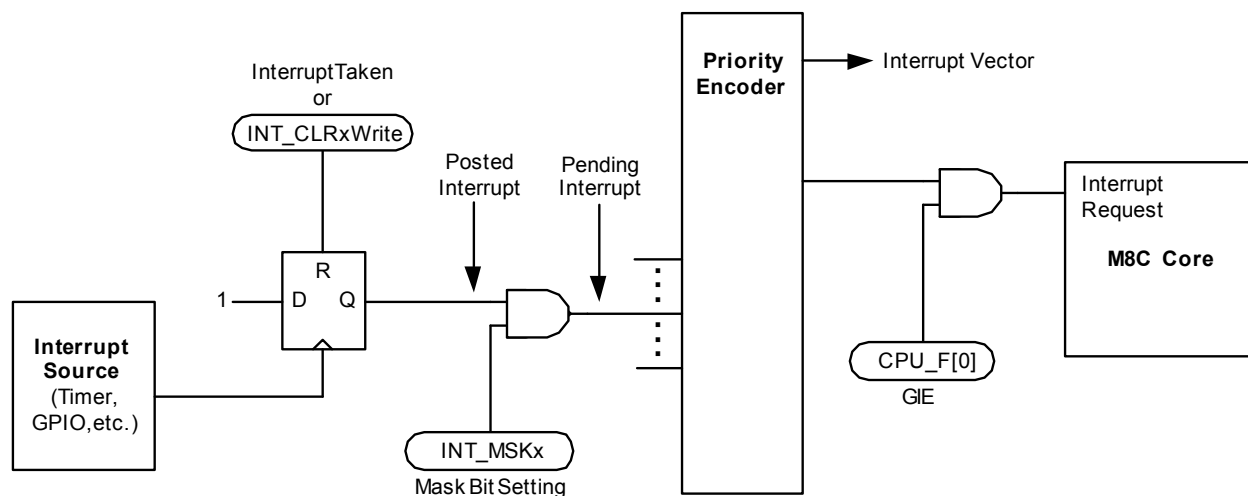 Priority
Encoder
Interrupt Vector
InterruptTaken
or
INT_CLRxWrite
Posted
Interrupt
Pending
Interrupt
Interrupt
Request
M8C Core
R
1
D
Q
Interrupt
Source
(Timer,
GPIO,etc.)
CPU_F[0]
GIE
INT_MSKx
Mask Bit Setting